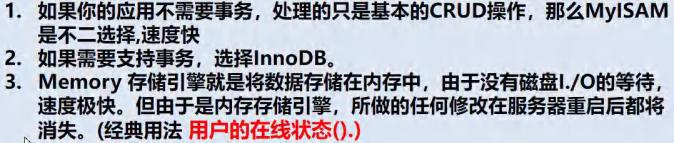 1. 如果你的应用不需要事务，处理的只是基本的CRUD操作，那么MyISAM
是不二选择,速度快
2. 如果需要支持事务，选择InnoDB。
3. Memory 存储引擎就是将数据存储在内存中，由于没有磁盘I./O的等待，
速度极快。但由于是内存存储引擎，所做的任何修改在服务器重启后都将
消失。(经典用法 用户的在线状态().)